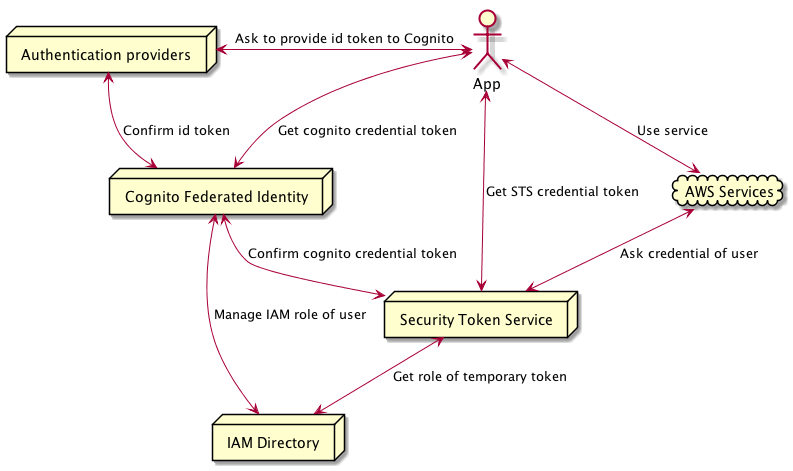 Ask to provide id token to Cognito
Authentication providers
App
Confirm id token
Get cognito credential token
Use service
Cognito Federated Identity
Get STS credential token
AWS Services
Confirm cognito credential token
Ask credential of user
Manage IAM role of user
Security Token Service
Get role of temporary token
IAM Directory